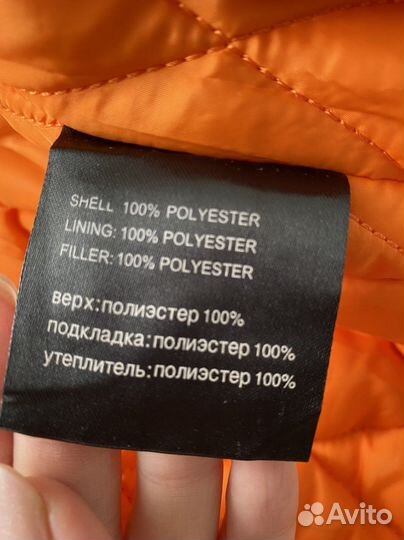 SHELL 100% POLYESTER
LINING: 100% POLYESTER
FILLER: 100% POLYESTER
верх:полиэстер 100%
подкладка:полиэстер 100%
утеплитель:полиэстер 100%
Avito